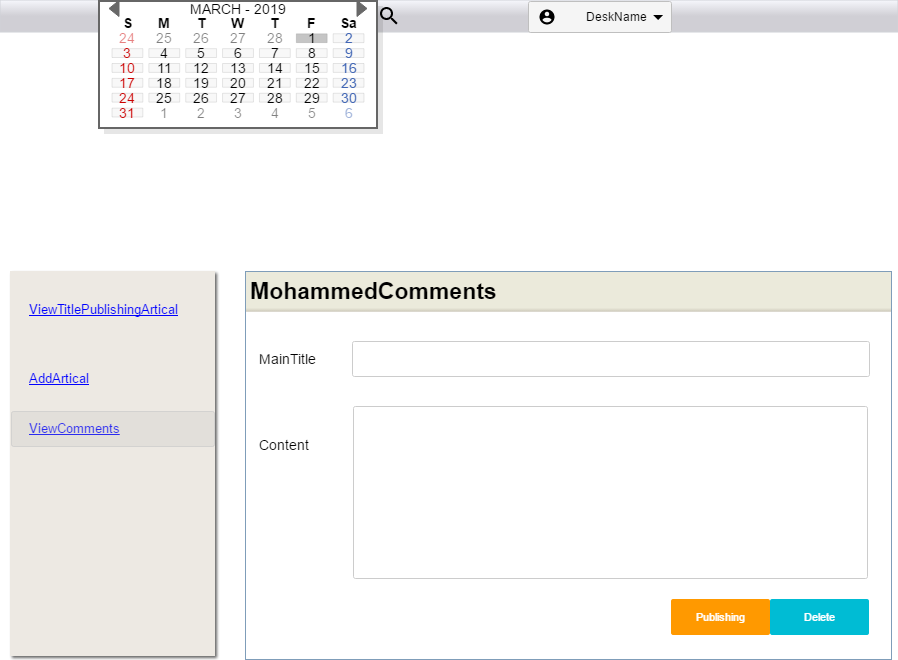 MARCH - 2019
S M T W T F Sa
24 25 26 27 28 1 2
3 4 5 6 7 8 9
10 11 12 13 14 15 16
17 18 19 20 21 22 23
24 25 26 27 28 29 30
31 1 2 3 4 5 6
DeskName
ViewTitlePublishingArtical
AddArtical
ViewComments
MohammedComments
MainTitle
Content
Publishing
Delete